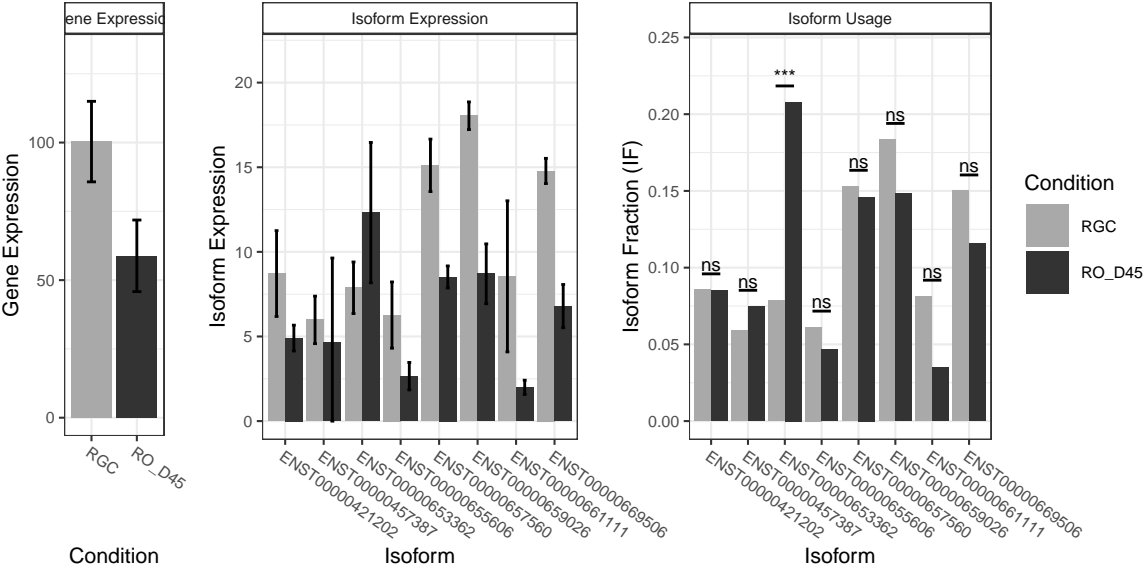 ene Expressio
Gene Expression
100
50
0
RGC
RO_D45
Condition
Isoform Expression
Isoform Expression
20
15
10
5
0
ENST00000421202
ENST00000457387
ENST00000653362
ENST00000655606
ENST00000657560
ENST00000659026
ENST00000661111
ENST00000669506
Isoform
Isoform Usage
Isoform Fraction (IF)
0.25
0.20
0.15
0.10
0.05
0.00
ns
ns
***
ns
ns
ns
ns
ns
ENST00000421202
ENST00000457387
ENST00000653362
ENST00000655606
ENST00000657560
ENST00000659026
ENST00000661111
ENST00000669506
Isoform
Condition
RGC
RO_D45